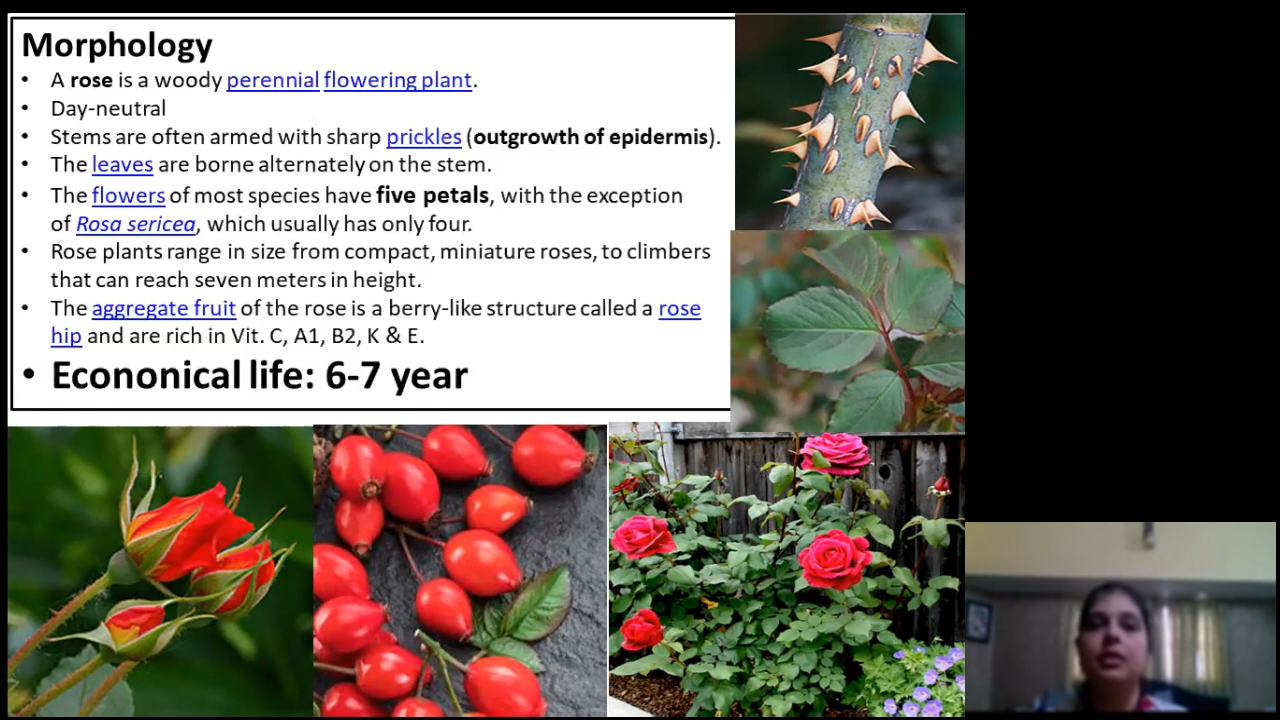 Morphology
• A rose is a woody perennial flowering plant.
• Day-neutral
• Stems are often armed with sharp prickles (outgrowth of epidermis).
• The leaves are borne alternately on the stem.
• The flowers of most species have five petals, with the exception
of Rosa sericea, which usually has only four.
• Rose plants range in size from compact, miniature roses, to climbers
that can reach seven meters in height.
• The aggregate fruit of the rose is a berry-like structure called a rose
hip and are rich in Vit. C, A1, B2, K & E.
• Econonical life: 6-7 year